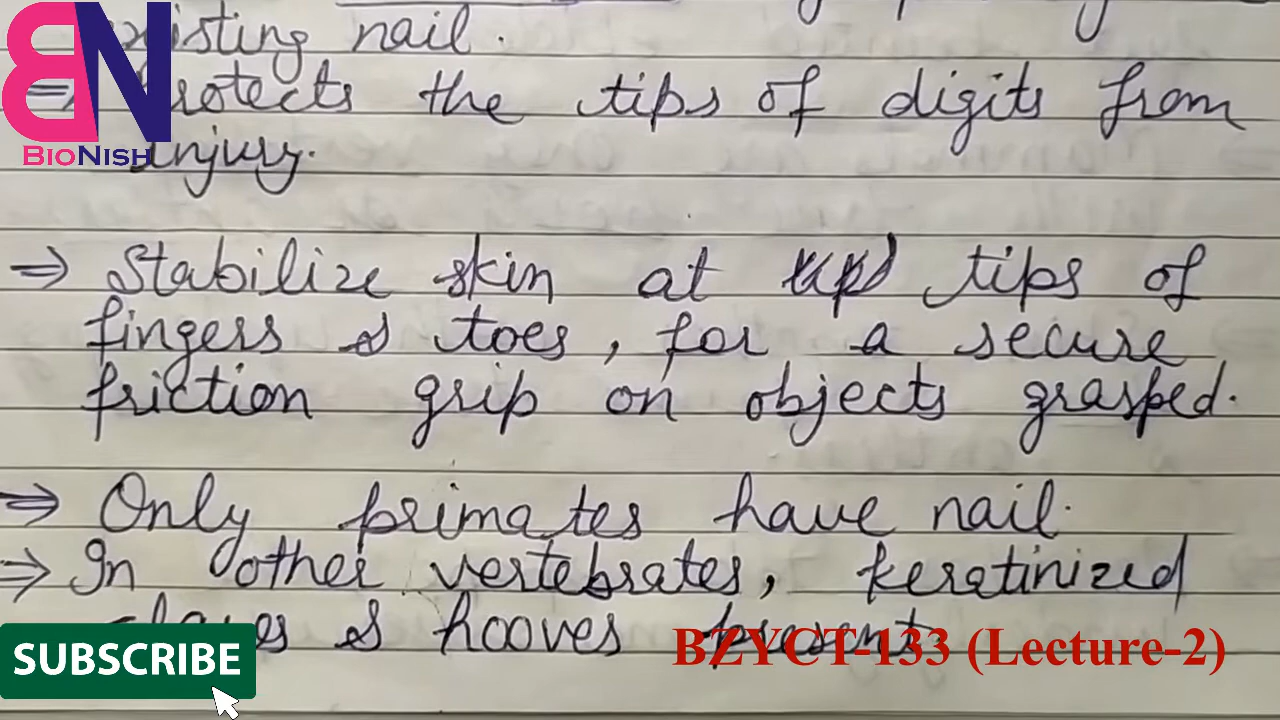 existing nail.
⇒ Protects the tips of digits from
injury.
⇒ Stabilize skin at tips of
fingers & toes, for a secure
friction grip on objects grasped.
⇒ Only primates have nail.
⇒ In other vertebrates, keratinized
claws & hooves present
BN
BIONISH
SUBSCRIBE
BZYCT-133 (Lecture-2)